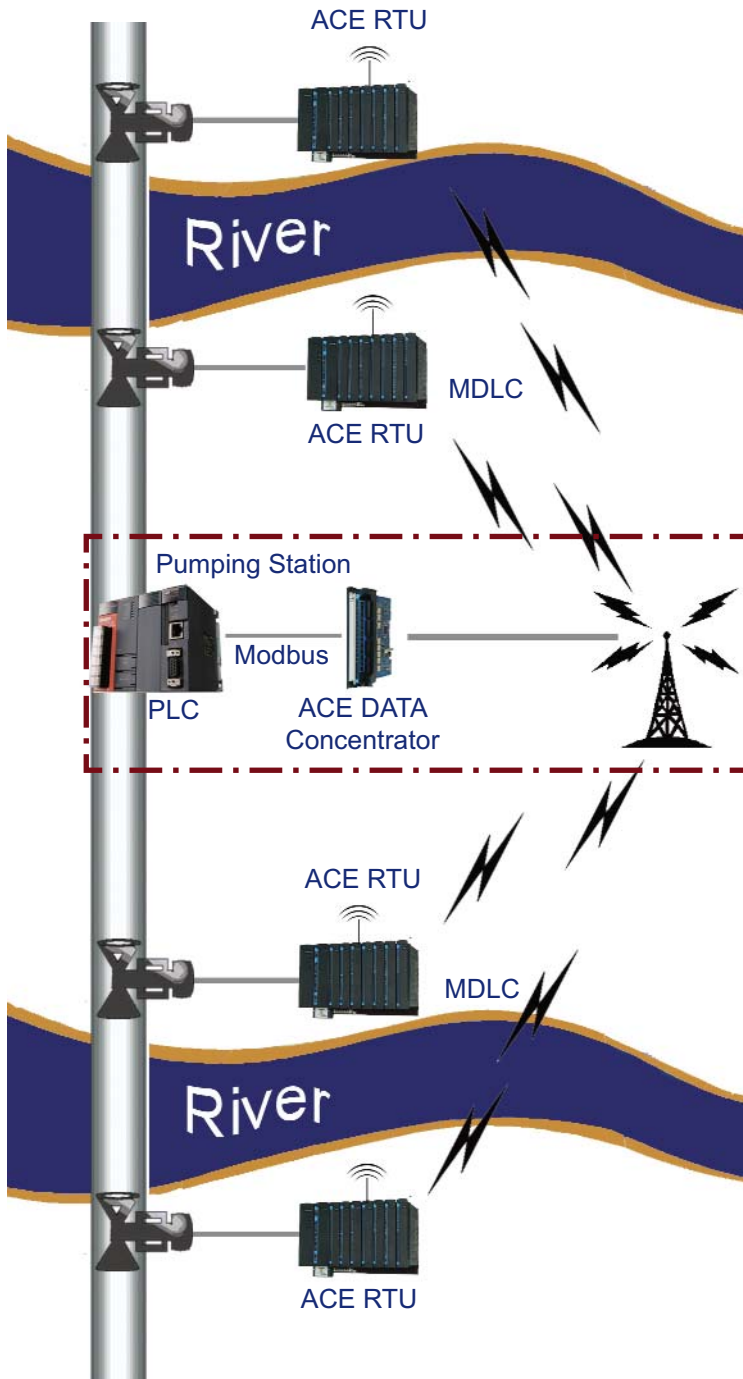 ACE RTU
River
MDLC
ACE RTU
Pumping Station
Modbus
PLC
ACE DATA
Concentrator
ACE RTU
MDLC
River
ACE RTU